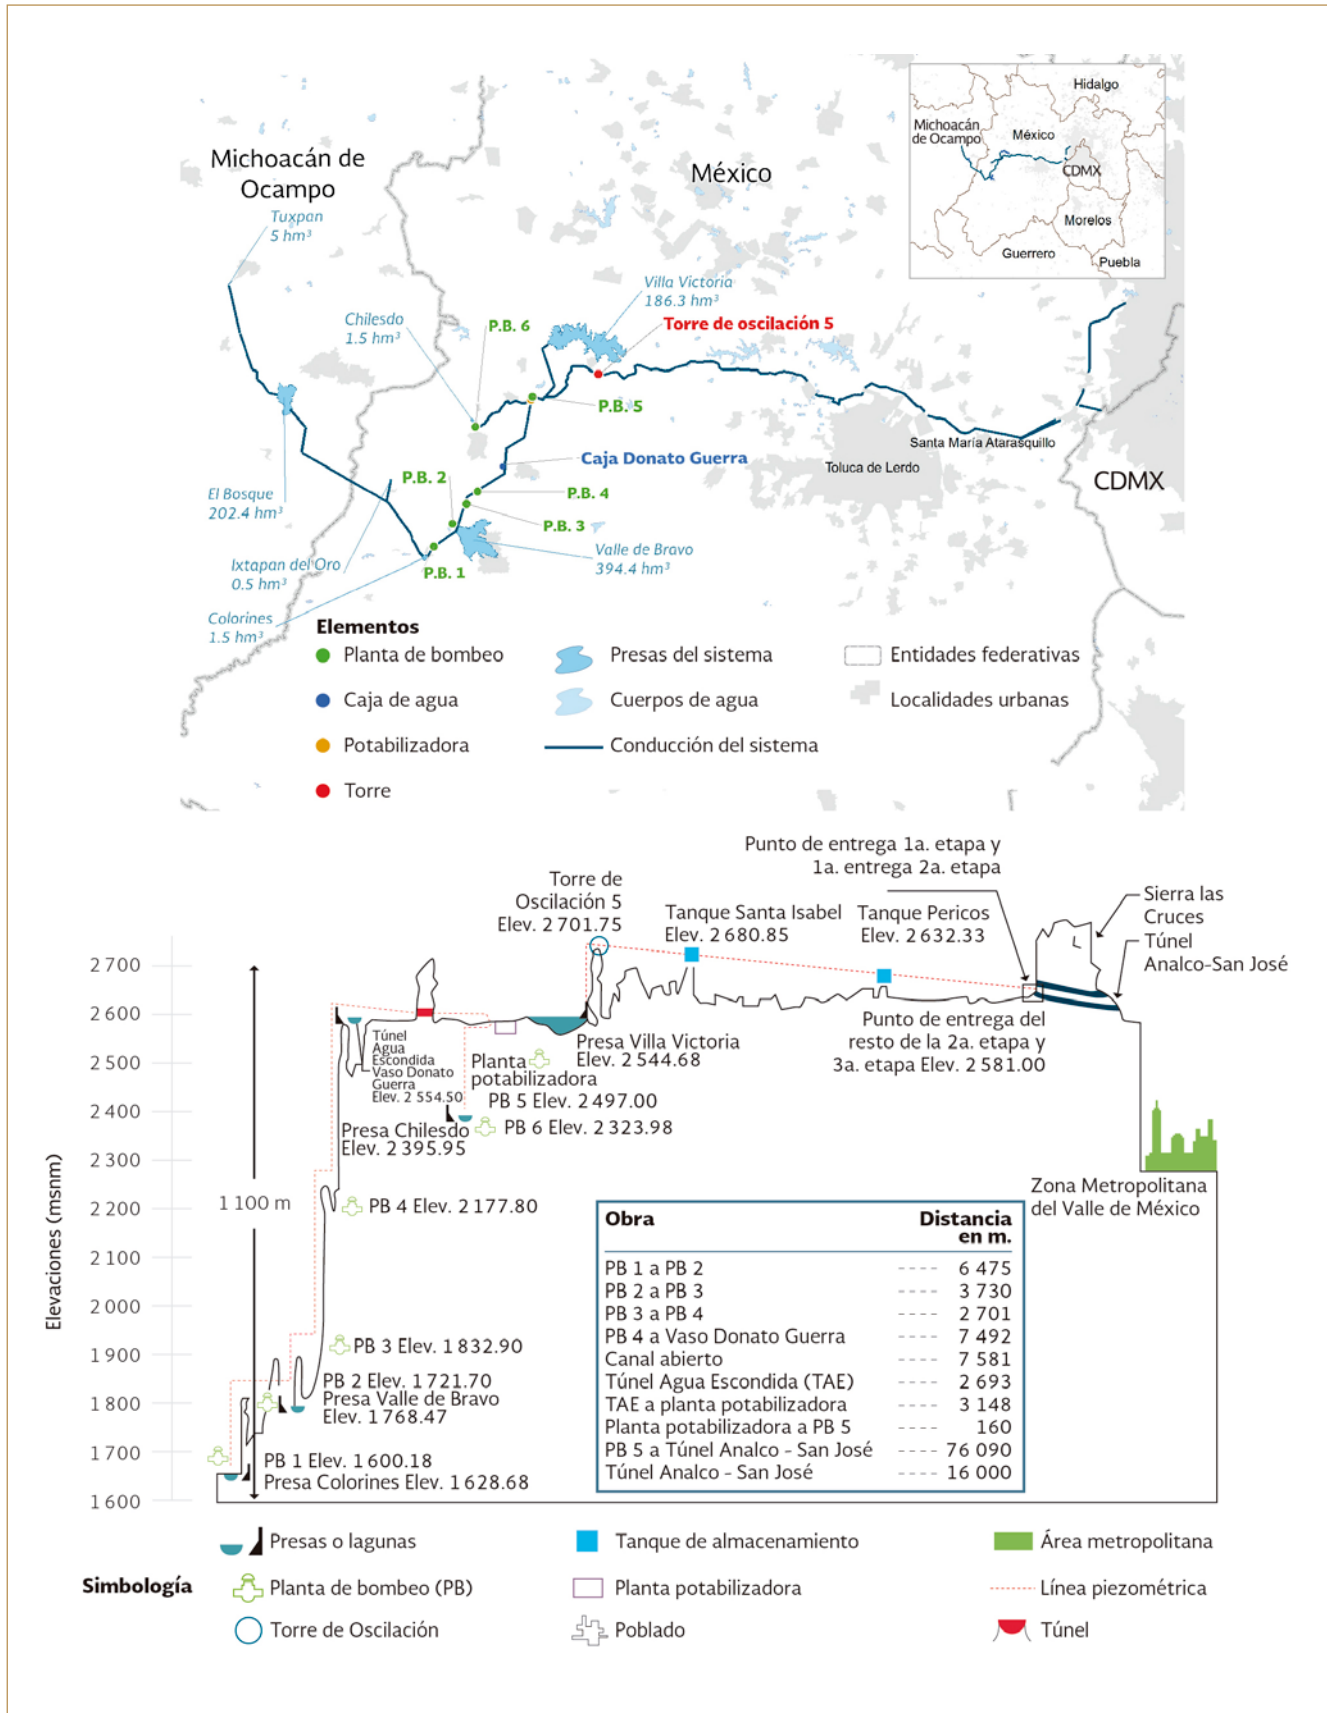 Hidalgo
Michoacán
de Ocampo
México
CDMX
Morelos
Guerrero
Puebla
Michoacán de
Ocampo
México
Tuxpan
5 hm³
Villa Victoria
186.3 hm³
Chilesdo
1.5 hm³
P.B. 6
Torre de oscilación 5
P.B. 5
Santa María Atarasquillo
Caja Donato Guerra
Toluca de Lerdo
P.B. 2
CDMX
El Bosque
202.4 hm³
P.B. 4
P.B. 3
Valle de Bravo
394.4 hm³
Ixtapan del Oro
0.5 hm³
P.B. 1
Colorines
1.5 hm³
Elementos
Planta de bombeo
Presas del sistema
Entidades federativas
Caja de agua
Cuerpos de agua
Localidades urbanas
Potabilizadora
Conducción del sistema
Torre
Punto de entrega 1a. etapa y
1a. entrega 2a. etapa
Torre de
Oscilación 5
Elev. 2 701.75
Tanque Santa Isabel
Elev. 2 680.85
Tanque Pericos
Elev. 2 632.33
Sierra las
Cruces
Túnel
Analco-San José
Elevaciones (msnm)
2 700
2 600
2 500
2 400
2 300
2 200
2 100
2 000
1 900
1 800
1 700
1 600
1 100 m
Túnel
Agua
Escondida
Vaso Donato
Guerra
Elev. 2 554.50
Planta
potabilizadora
PB 5 Elev. 2 497.00
Presa Villa Victoria
Elev. 2 544.68
Punto de entrega del
resto de la 2a. etapa y
3a. etapa Elev. 2 581.00
Presa Chilesdo
Elev. 2 395.95
PB 6 Elev. 2 323.98
PB 4 Elev. 2 177.80
Zona Metropolitana
del Valle de México
PB 3 Elev. 1 832.90
PB 2 Elev. 1 721.70
Presa Valle de Bravo
Elev. 1 768.47
PB 1 Elev. 1 600.18
Presa Colorines Elev. 1 628.68
Obra Distancia
en m.
PB 1 a PB 2 ---- 6 475
PB 2 a PB 3 ---- 3 730
PB 3 a PB 4 ---- 2 701
PB 4 a Vaso Donato Guerra ---- 7 492
Canal abierto ---- 7 581
Túnel Agua Escondida (TAE) ---- 2 693
TAE a planta potabilizadora ---- 3 148
Planta potabilizadora a PB 5 ---- 160
PB 5 a Túnel Analco - San José ---- 76 090
Túnel Analco - San José ---- 16 000
Simbología
Presas o lagunas
Tanque de almacenamiento
Área metropolitana
Planta de bombeo (PB)
Planta potabilizadora
Línea piezométrica
Torre de Oscilación
Poblado
Túnel